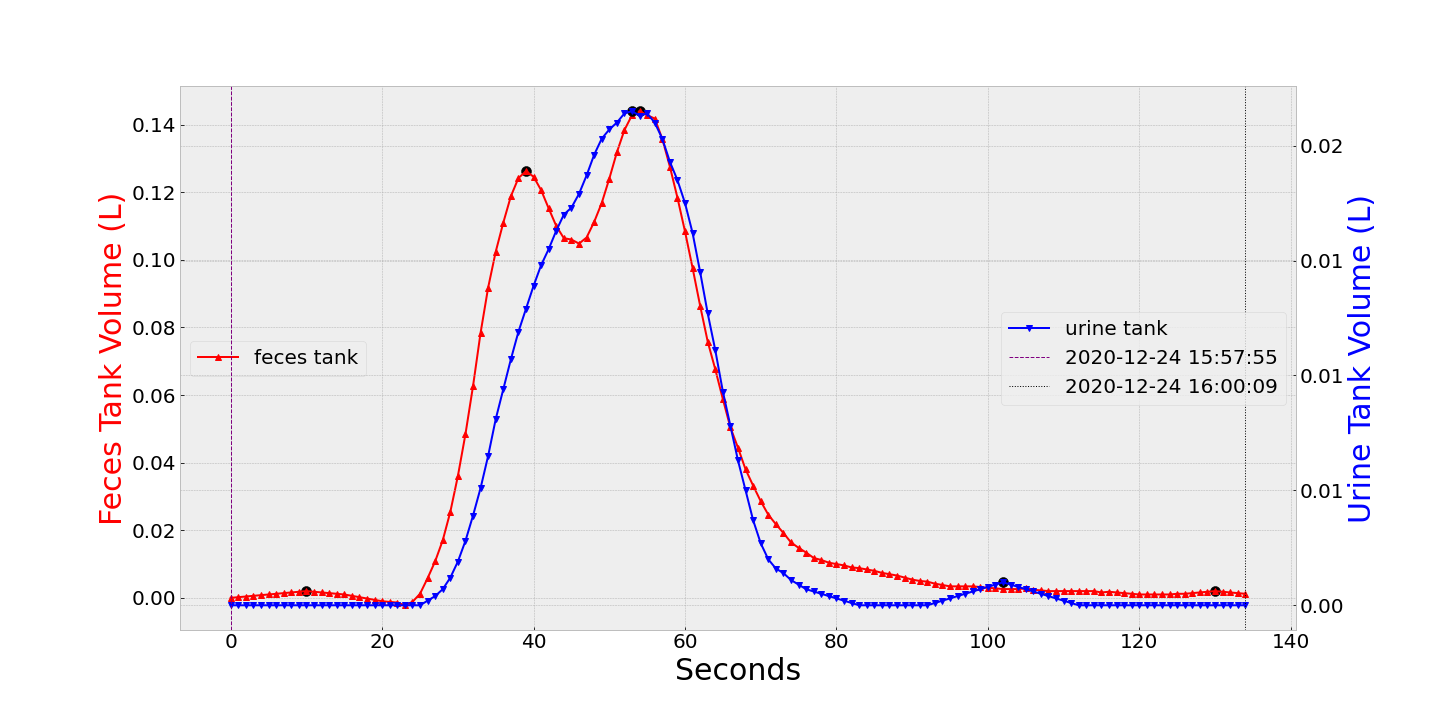 Feces Tank Volume (L)
0.14
0.12
0.10
0.08
0.06
0.04
0.02
0.00
feces tank
urine tank
2020-12-24 15:57:55
2020-12-24 16:00:09
0.02
0.01
0.01
0.01
0.00
Urine Tank Volume (L)
0 20 40 60 80 100 120 140
Seconds